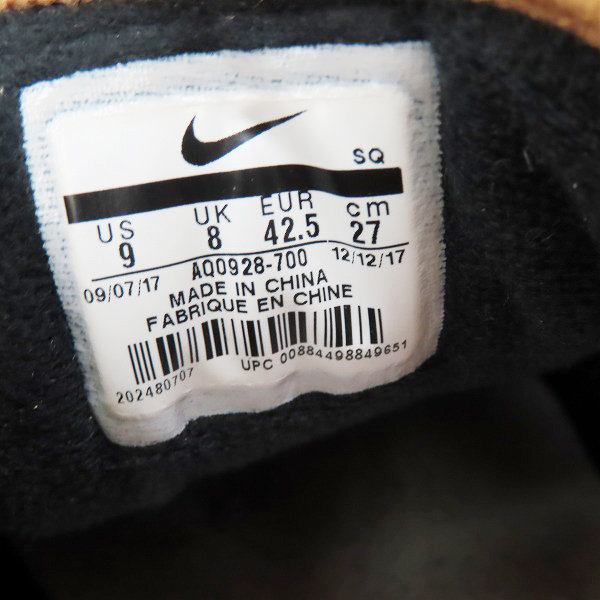 SQ
US UK EUR cm
9 8 42.5 27
09/07/17 AQ0928-700 12/12/17
MADE IN CHINA
FABRIQUE EN CHINE
202480707 UPC 00884498849651